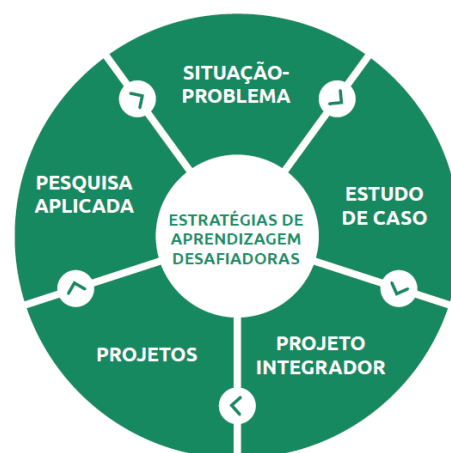 SITUAÇÃO-
PROBLEMA
ESTUDO
DE CASO
PROJETO
INTEGRADOR
PROJETOS
PESQUISA
APLICADA
ESTRATÉGIAS DE
APRENDIZAGEM
DESAFIADORAS